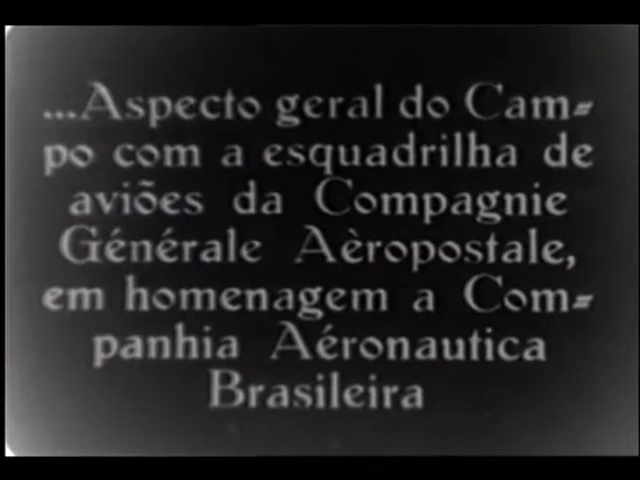 ...Aspecto geral do Cam=
po com a esquadrilha de
aviões da Compagnie
Générale Aèropostale,
em homenagem a Com=
panhia Aéronautica
Brasileira